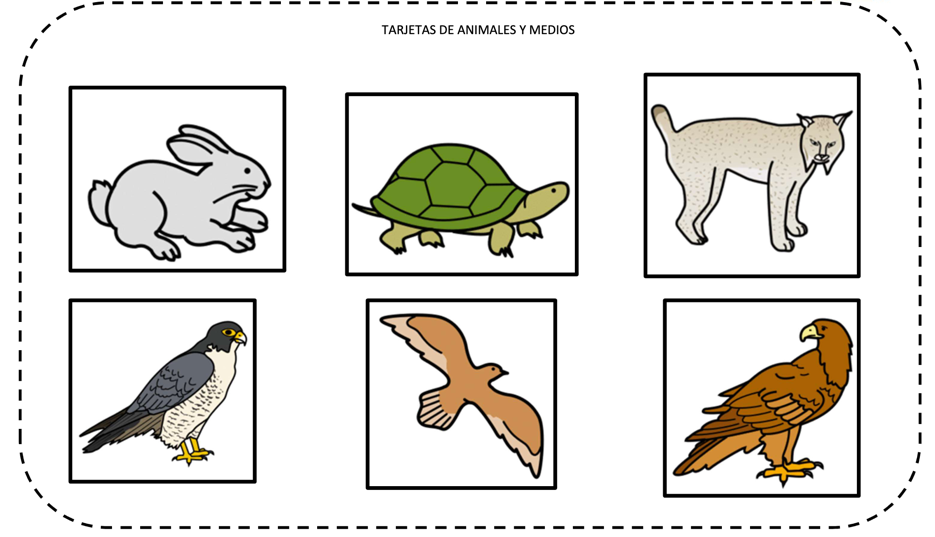 TARJETAS DE ANIMALES Y MEDIOS